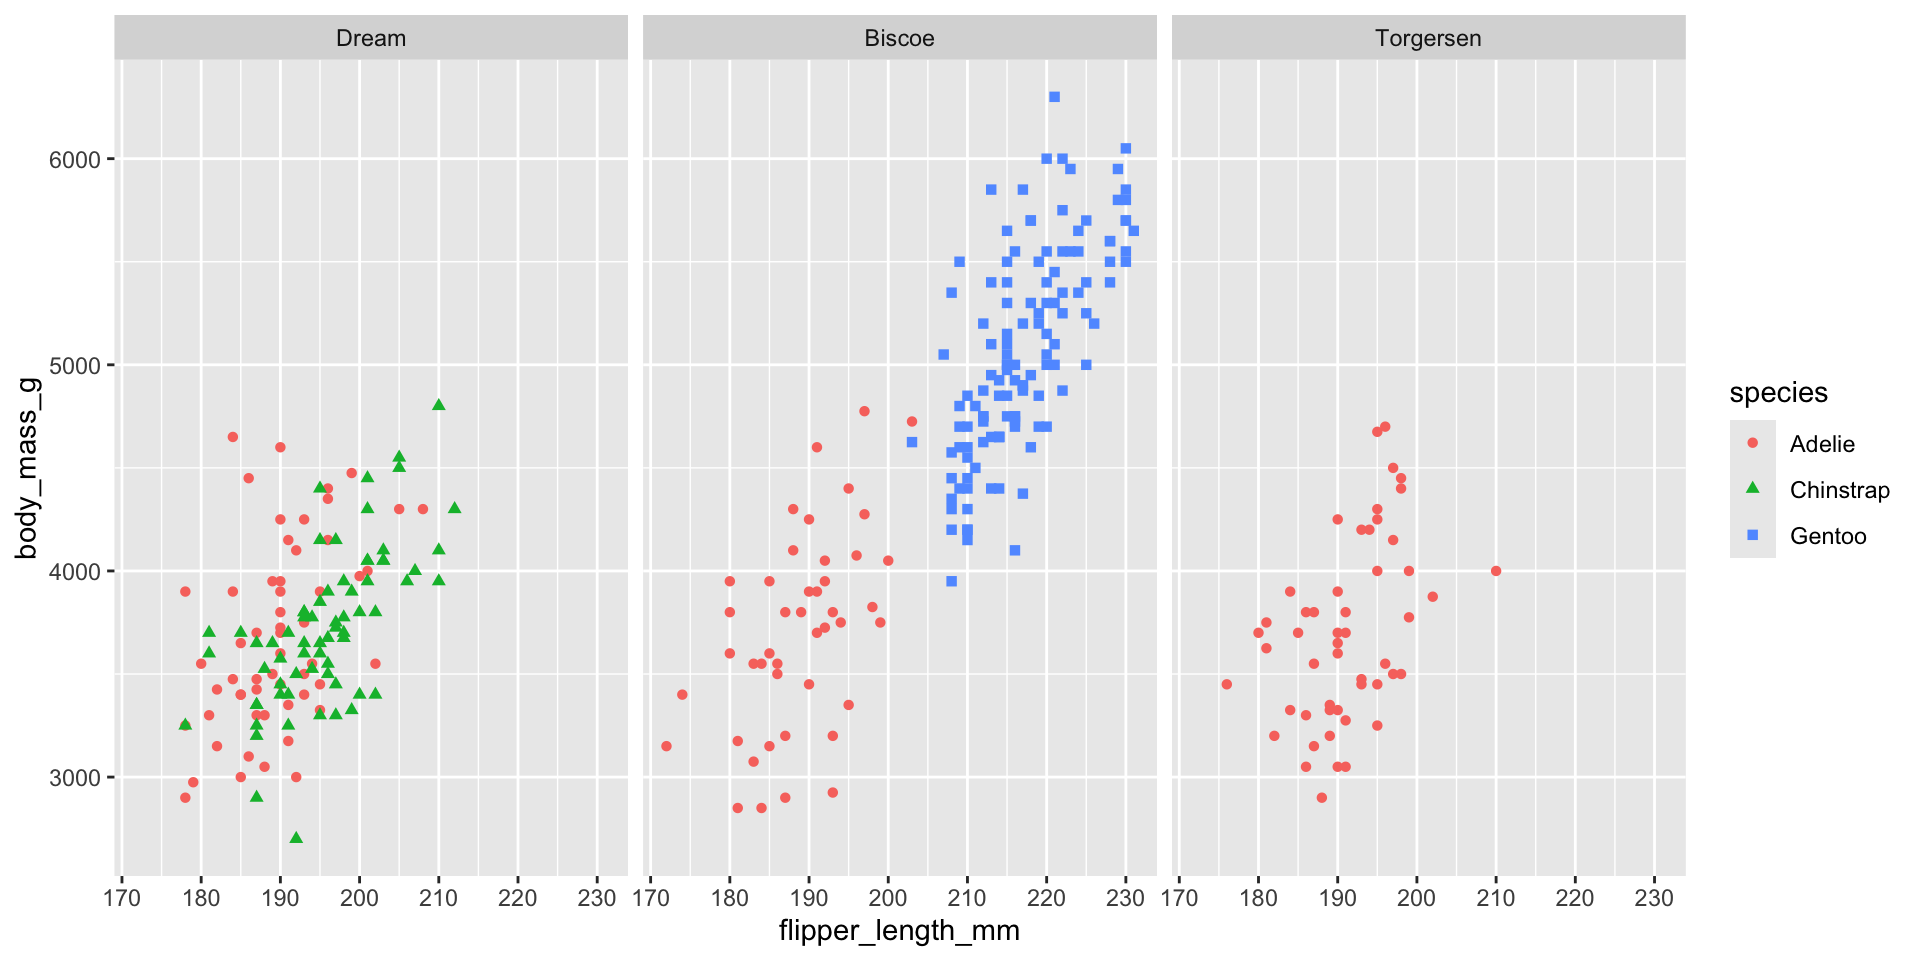 Dream Biscoe Torgersen
6000
5000
4000
3000
body_mass_g
170 180 190 200 210 220 230 170 180 190 200 210 220 230 170 180 190 200 210 220 230
flipper_length_mm
species
Adelie
Chinstrap
Gentoo